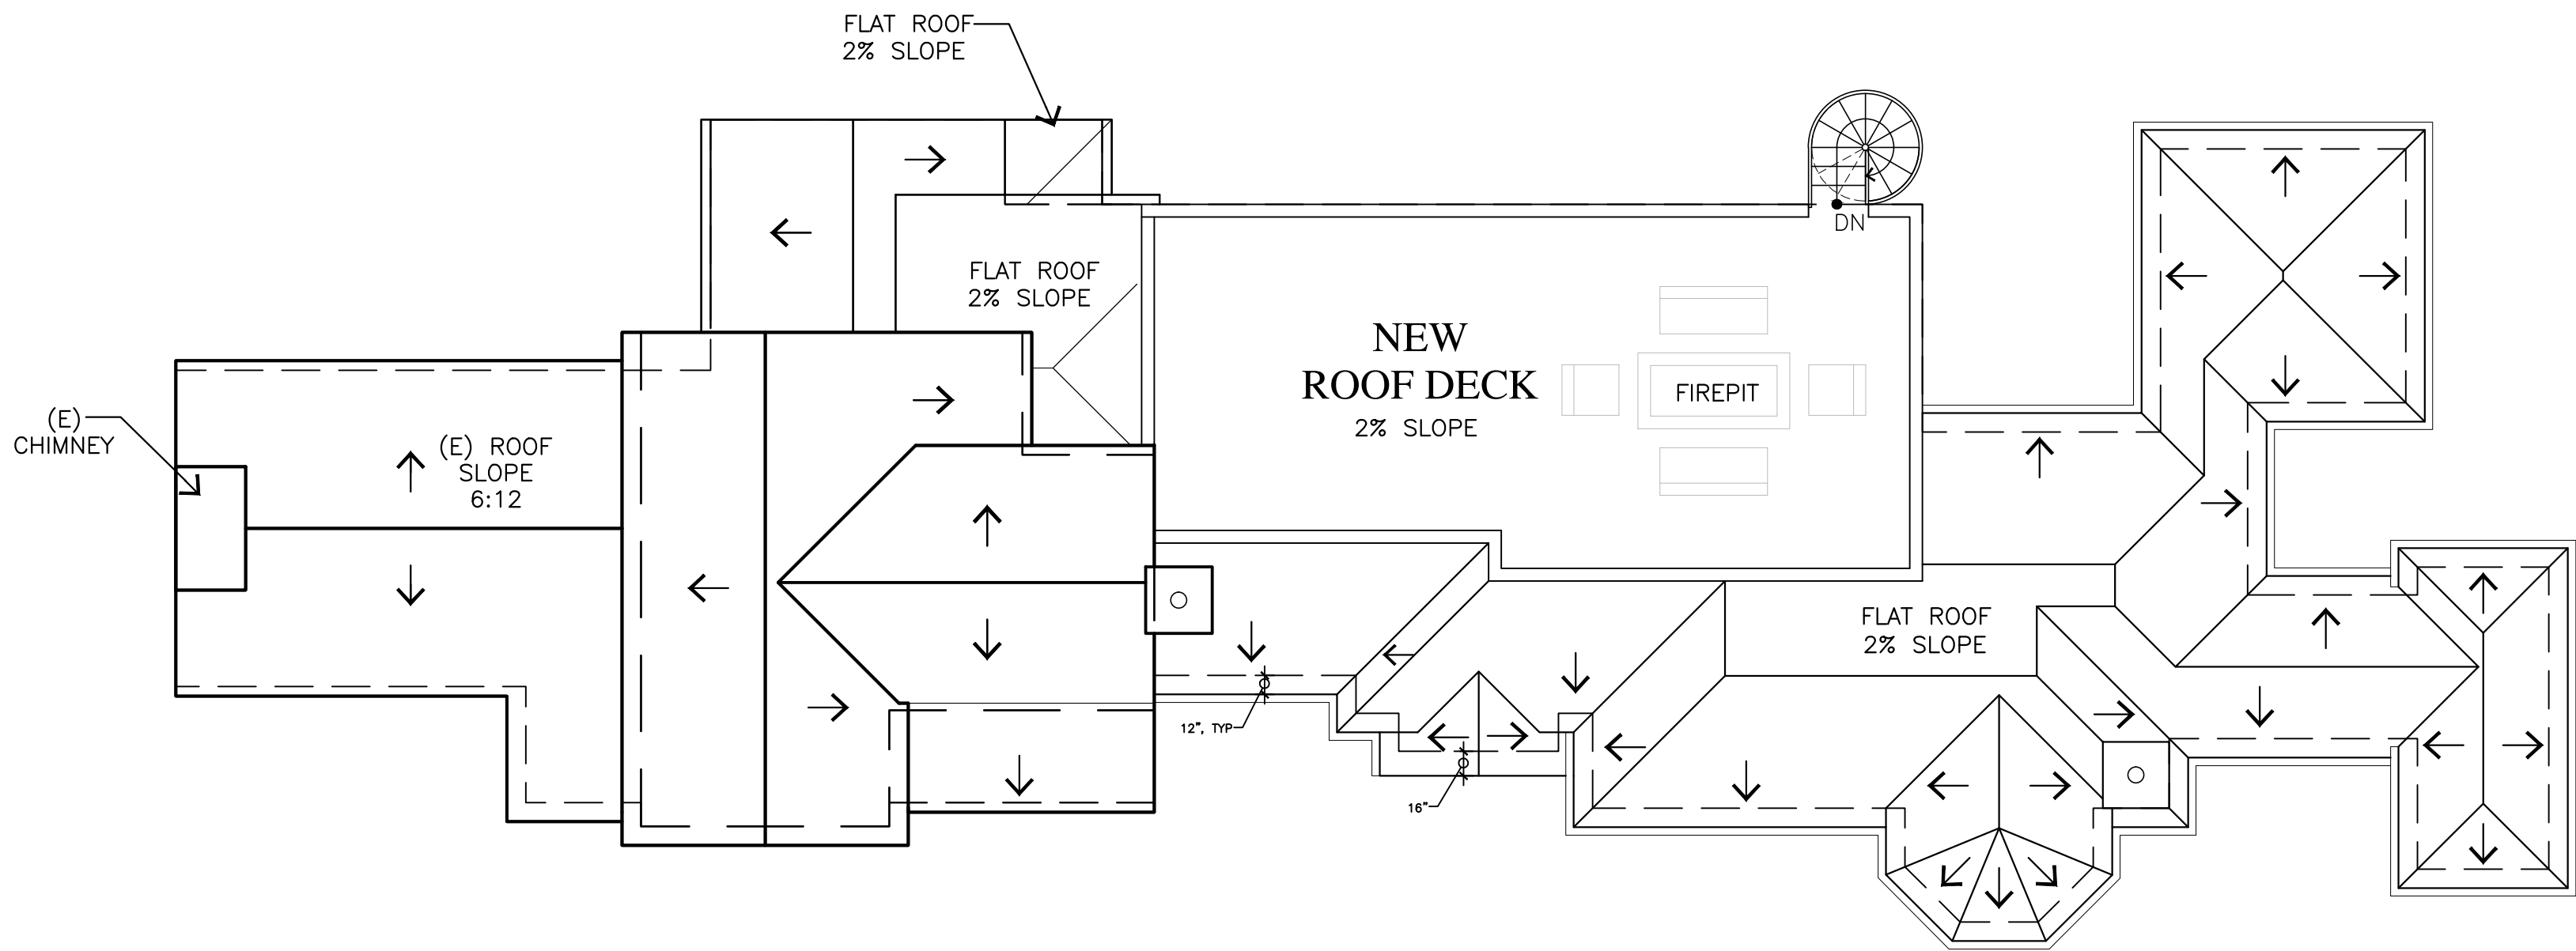 FLAT ROOF
2% SLOPE
DN
FLAT ROOF
2% SLOPE
NEW
ROOF DECK
2% SLOPE
FIREPIT
(E)
CHIMNEY
(E) ROOF
SLOPE
6:12
FLAT ROOF
2% SLOPE
12", TYP
16"